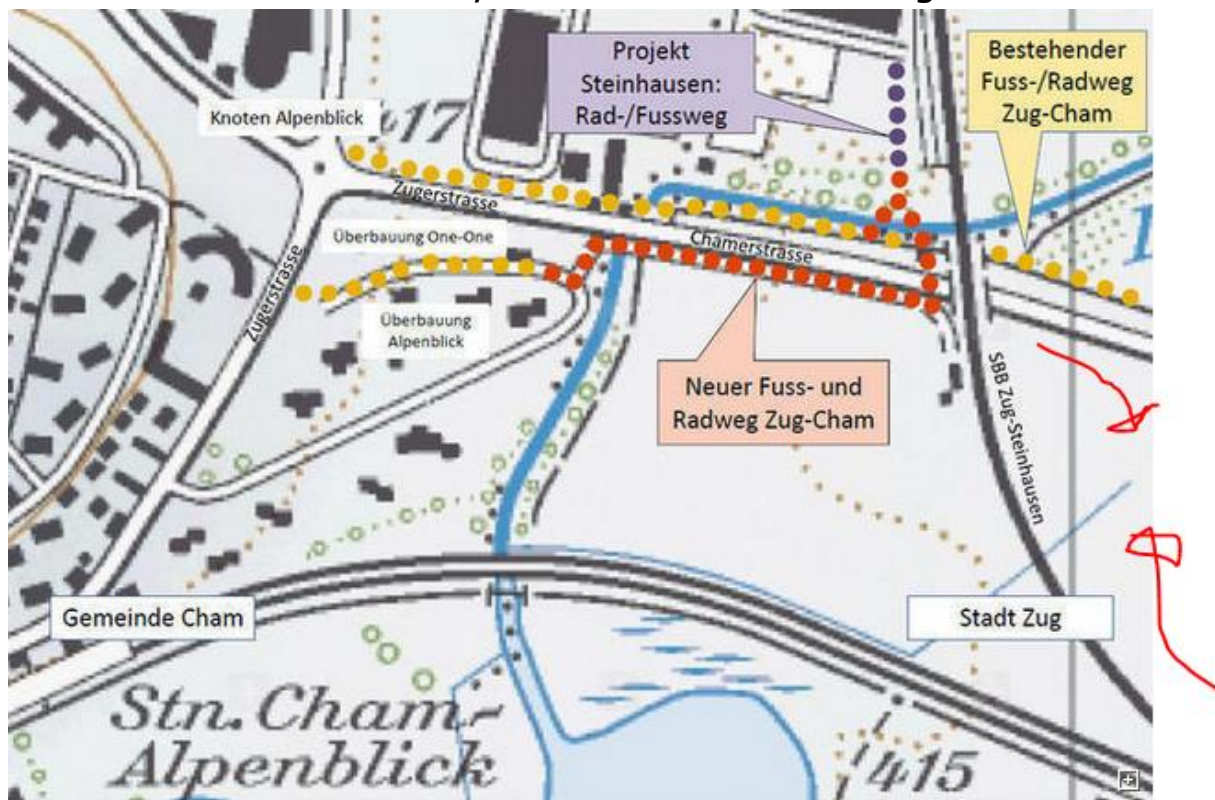 Projekt
Steinhausen:
Rad-/Fussweg
Bestehender
Fuss-/Radweg
Zug-Cham
Knoten Alpenblick
417
Zugerstrasse
Überbauung One-One
Chamerstrasse
Zugerstrasse
Überbauung
Alpenblick
Neuer Fuss- und
Radweg Zug-Cham
SBB Zug-Steinhausen
Gemeinde Cham
Stadt Zug
Stn. Cham-
Alpenblick
415